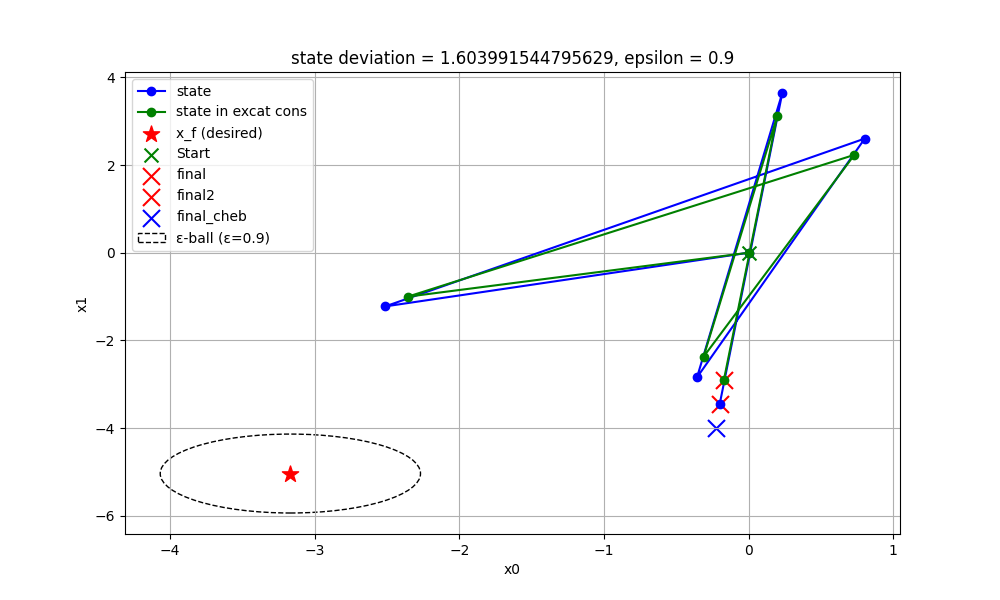 state deviation = 1.603991544795629, epsilon = 0.9
state
state in excat cons
x_f (desired)
Start
final
final2
final_cheb
ε-ball (ε=0.9)
4
2
0
−2
−4
−6
x1
−4
−3
−2
−1
0
1
x0